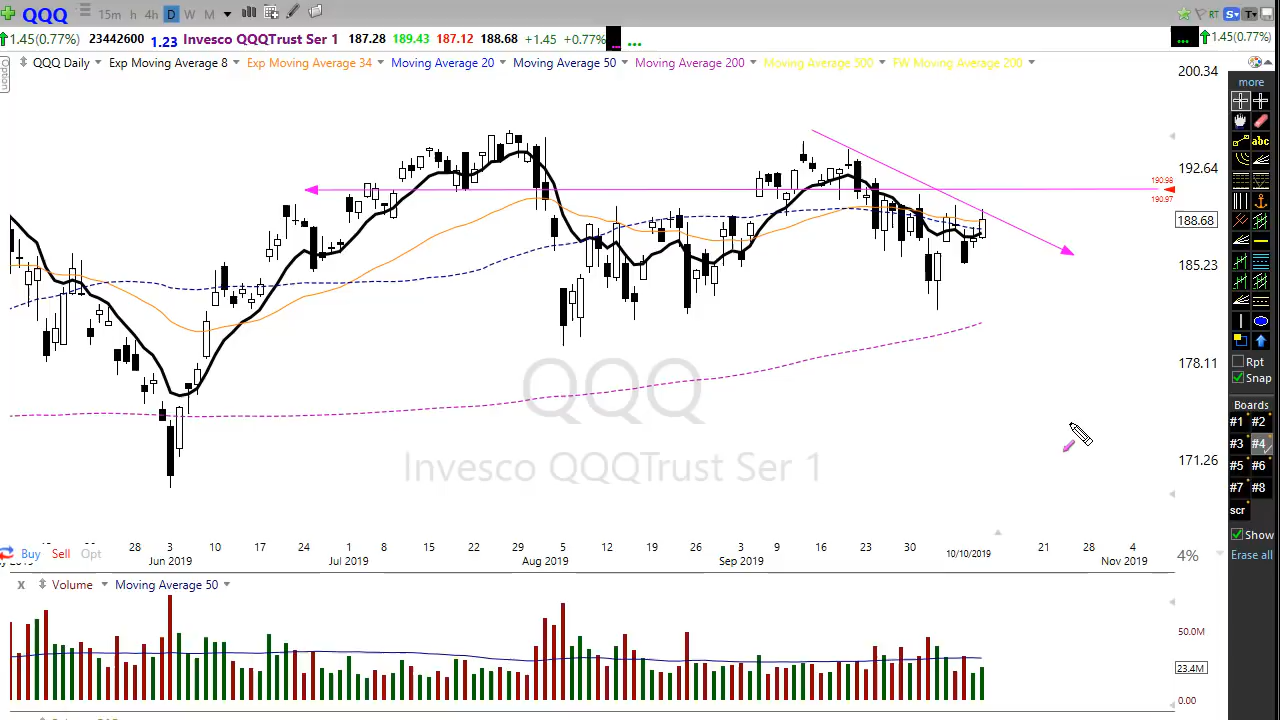 QQQ 15m h 4h D W M RT S T
1.45(0.77%) 23442600 1.23 Invesco QQQTrust Ser 1 187.28 189.43 187.12 188.68 +1.45 +0.77% ... ... ... 1.45(0.77%)
Option
QQQ Daily Exp Moving Average 8 Exp Moving Average 34 Moving Average 20 Moving Average 50 Moving Average 200 Moving Average 500 FW Moving Average 200
200.34
more
abc
192.64
190.98
190.97
188.68
185.23
178.11
171.26
QQQ
Invesco QQQTrust Ser 1
Rpt
Snap
Boards
#1 #2
#3 #4
#5 #6
#7 #8
scr
Show
Erase all
28 3 10 17 24 1 8 15 22 29 5 12 19 26 3 9 16 23 30 10/10/2019 21 28 4
Buy Sell Opt
Jun 2019 Jul 2019 Aug 2019 Sep 2019 Nov 2019
4%
x Volume Moving Average 50
50.0M
23.4M
0.00